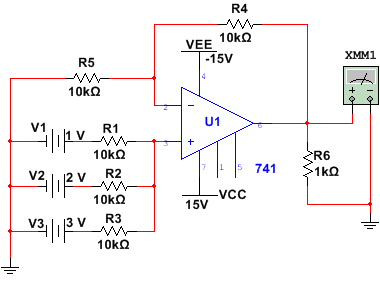 R4
10kΩ
XMM1
VEE
-15V
4
R5
10kΩ
2
U1
6
V1
1 V
R1
10kΩ
3
R6
1kΩ
V2
2 V
R2
10kΩ
7
1
5
741
VCC
15V
V3
3 V
R3
10kΩ